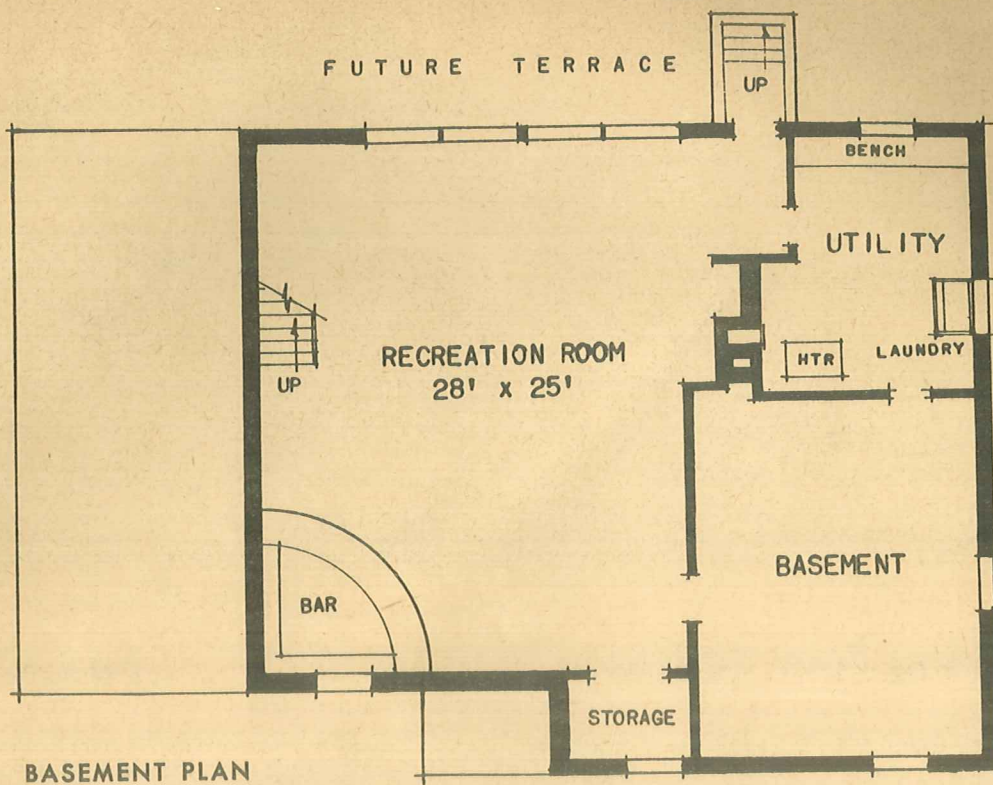 FUTURE TERRACE
UP
BENCH
UTILITY
RECREATION ROOM
28' x 25'
HTR
LAUNDRY
UP
BASEMENT
BAR
STORAGE
BASEMENT PLAN